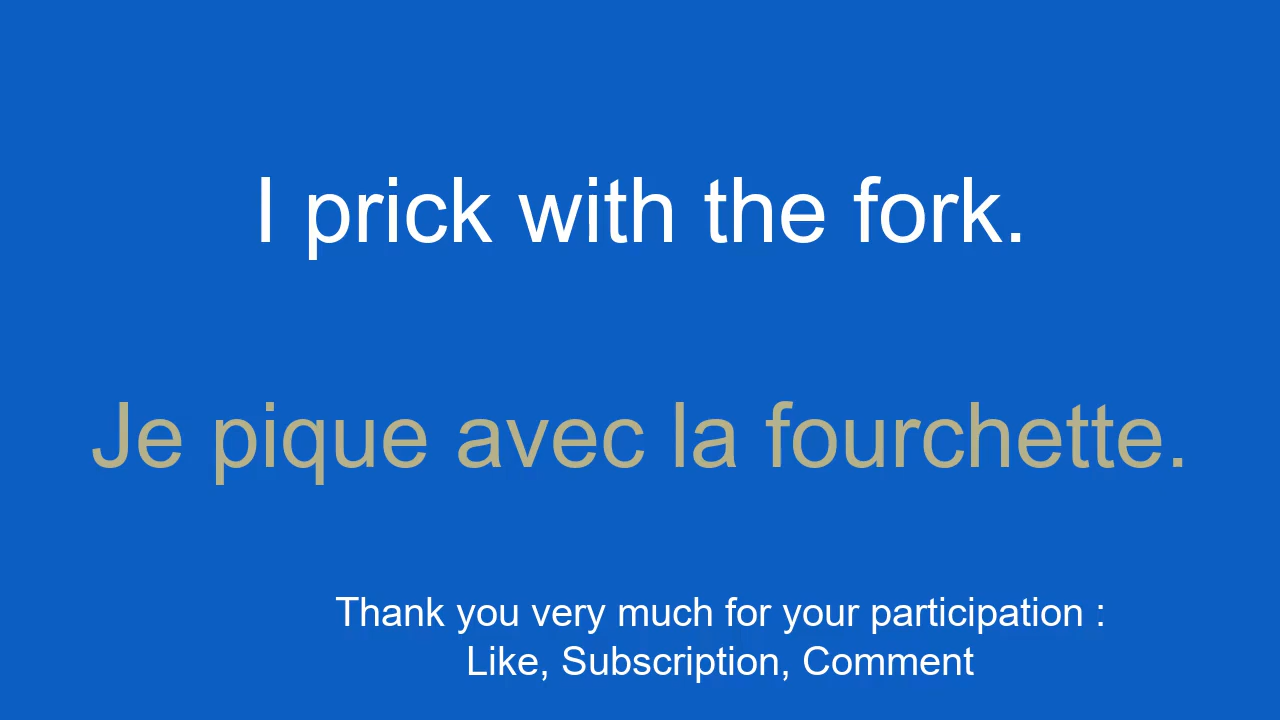 I prick with the fork.
Je pique avec la fourchette.
Thank you very much for your participation :
Like, Subscription, Comment